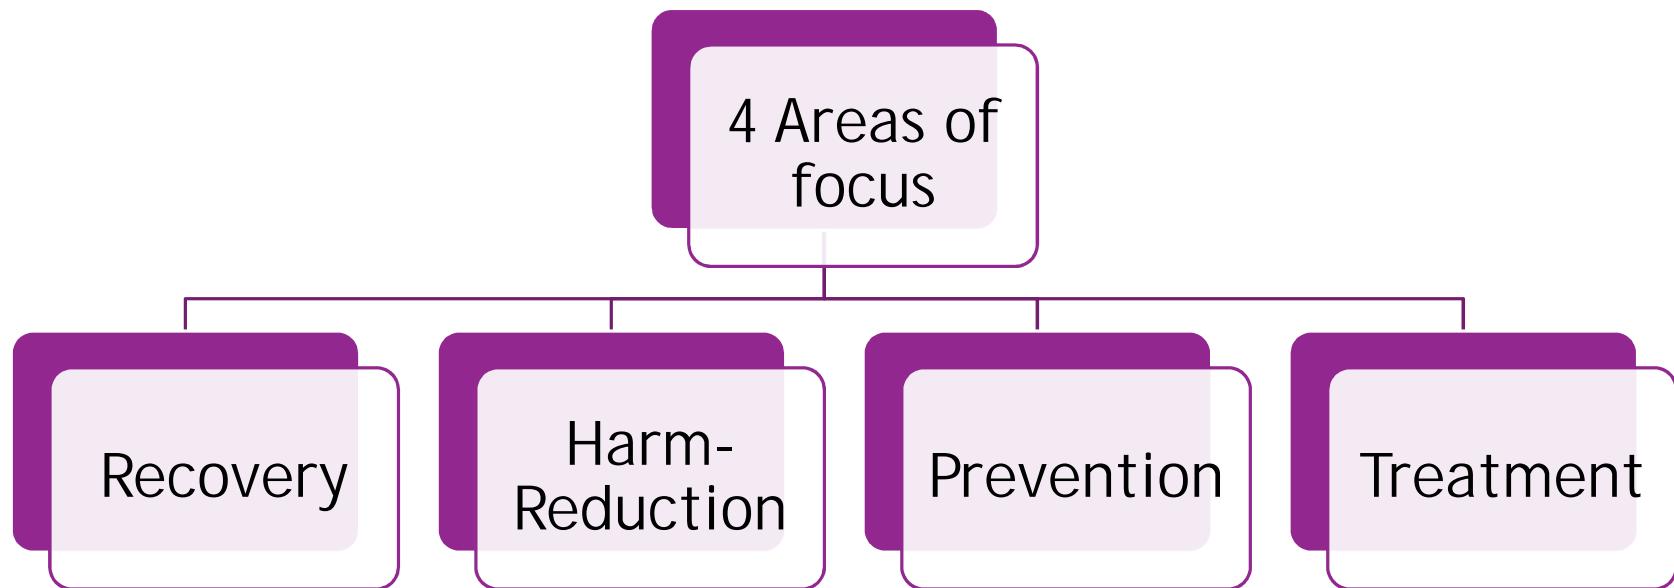 4 Areas of
focus
Recovery
Harm-
Reduction
Prevention
Treatment